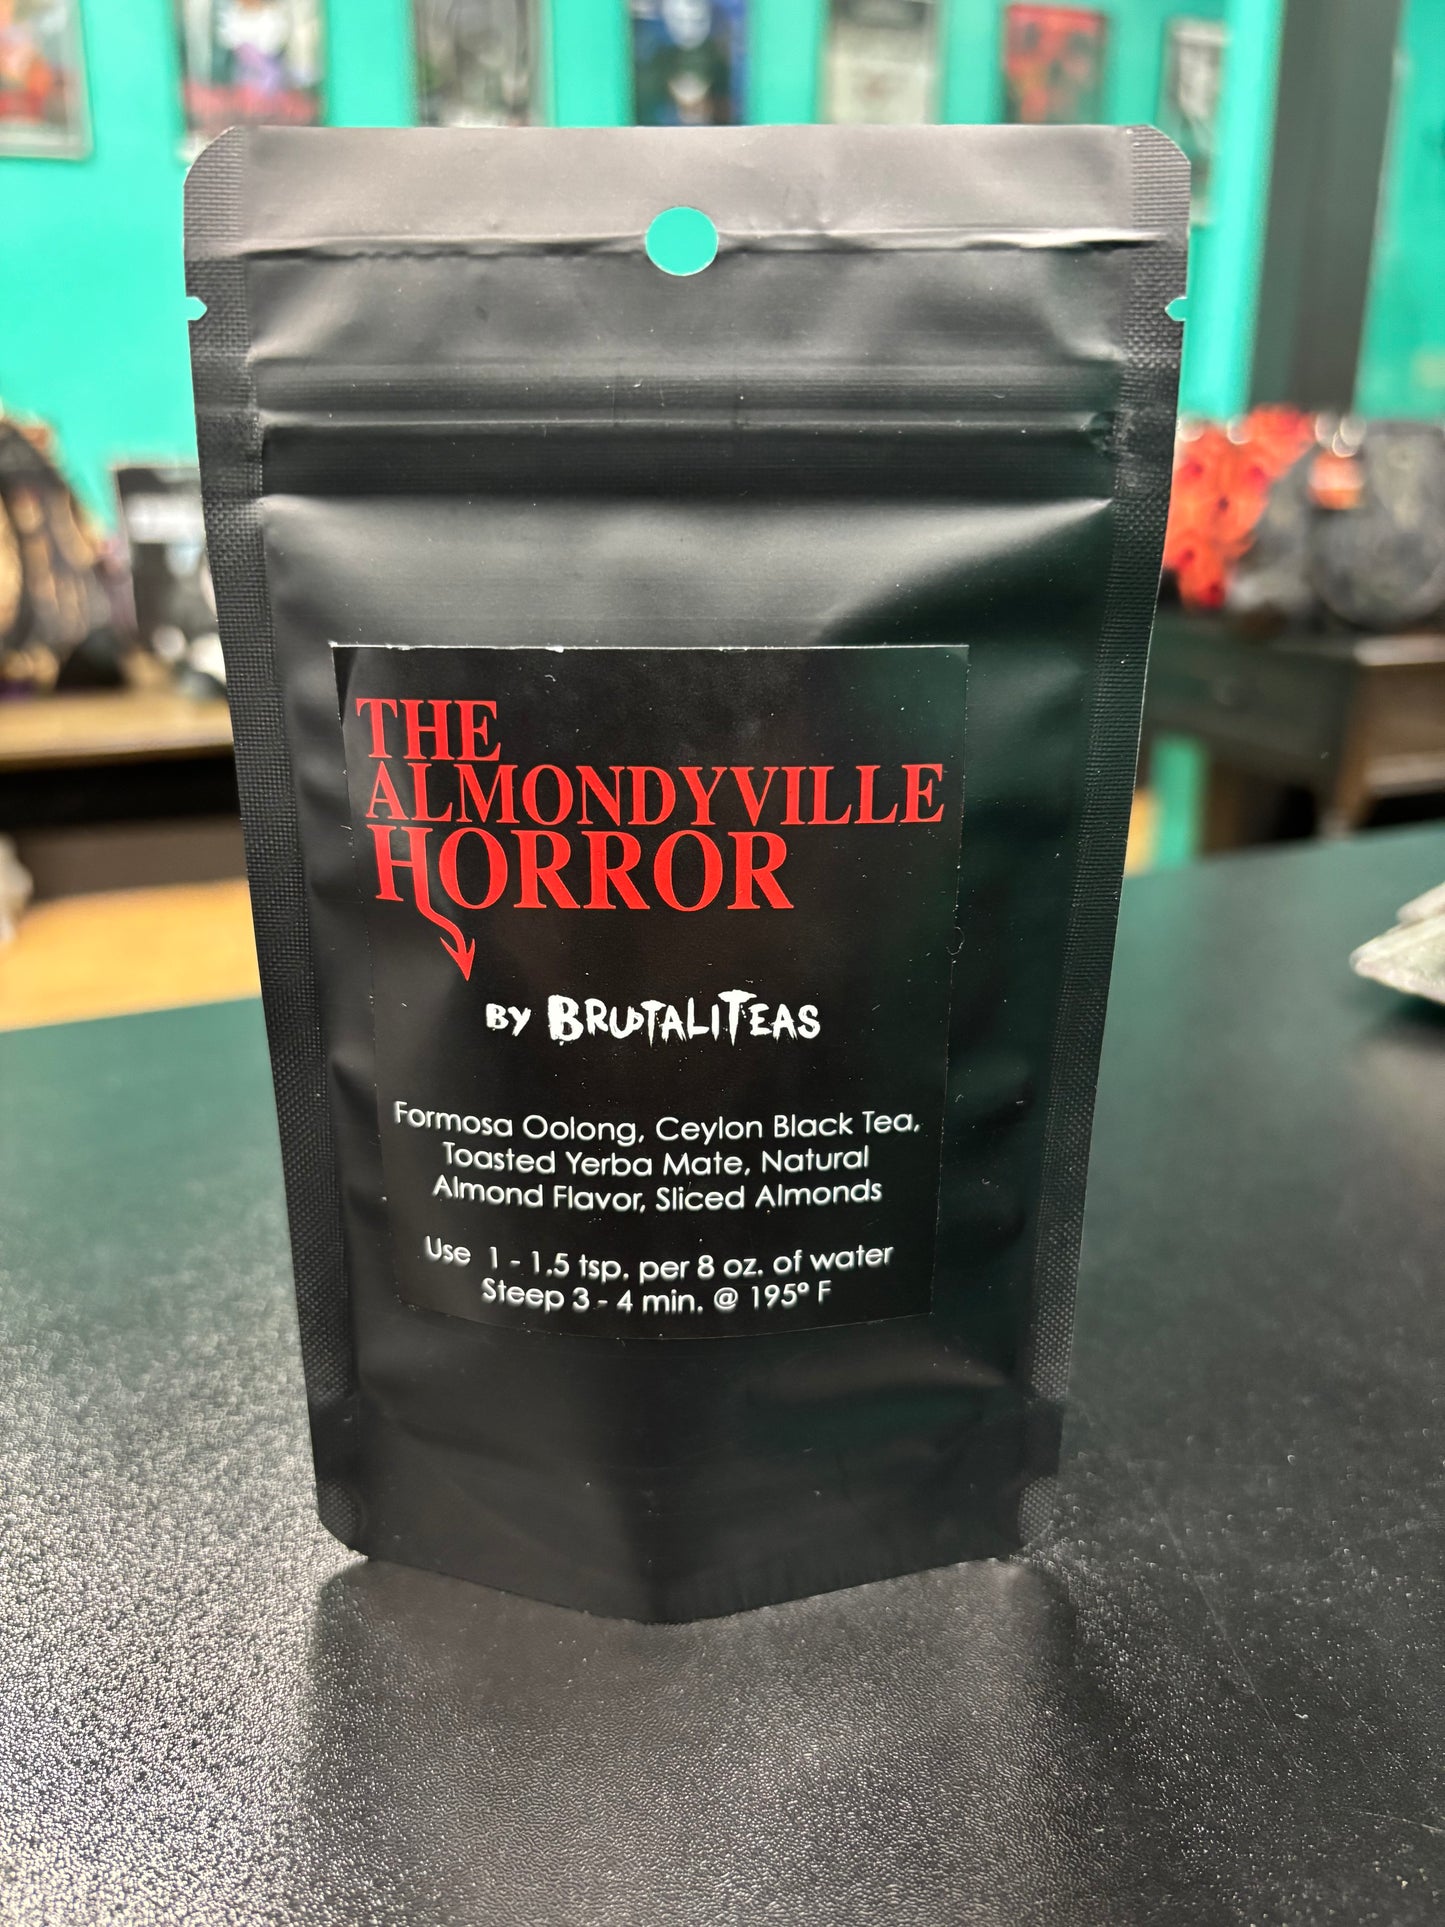 THE
ALMONDYVILLE
HORROR
BY BRUTALITEAS
Formosa Oolong, Ceylon Black Tea,
Toasted Yerba Mate, Natural
Almond Flavor, Sliced Almonds
Use 1 - 1.5 tsp. per 8 oz. of water
Steep 3 - 4 min. @ 195° F